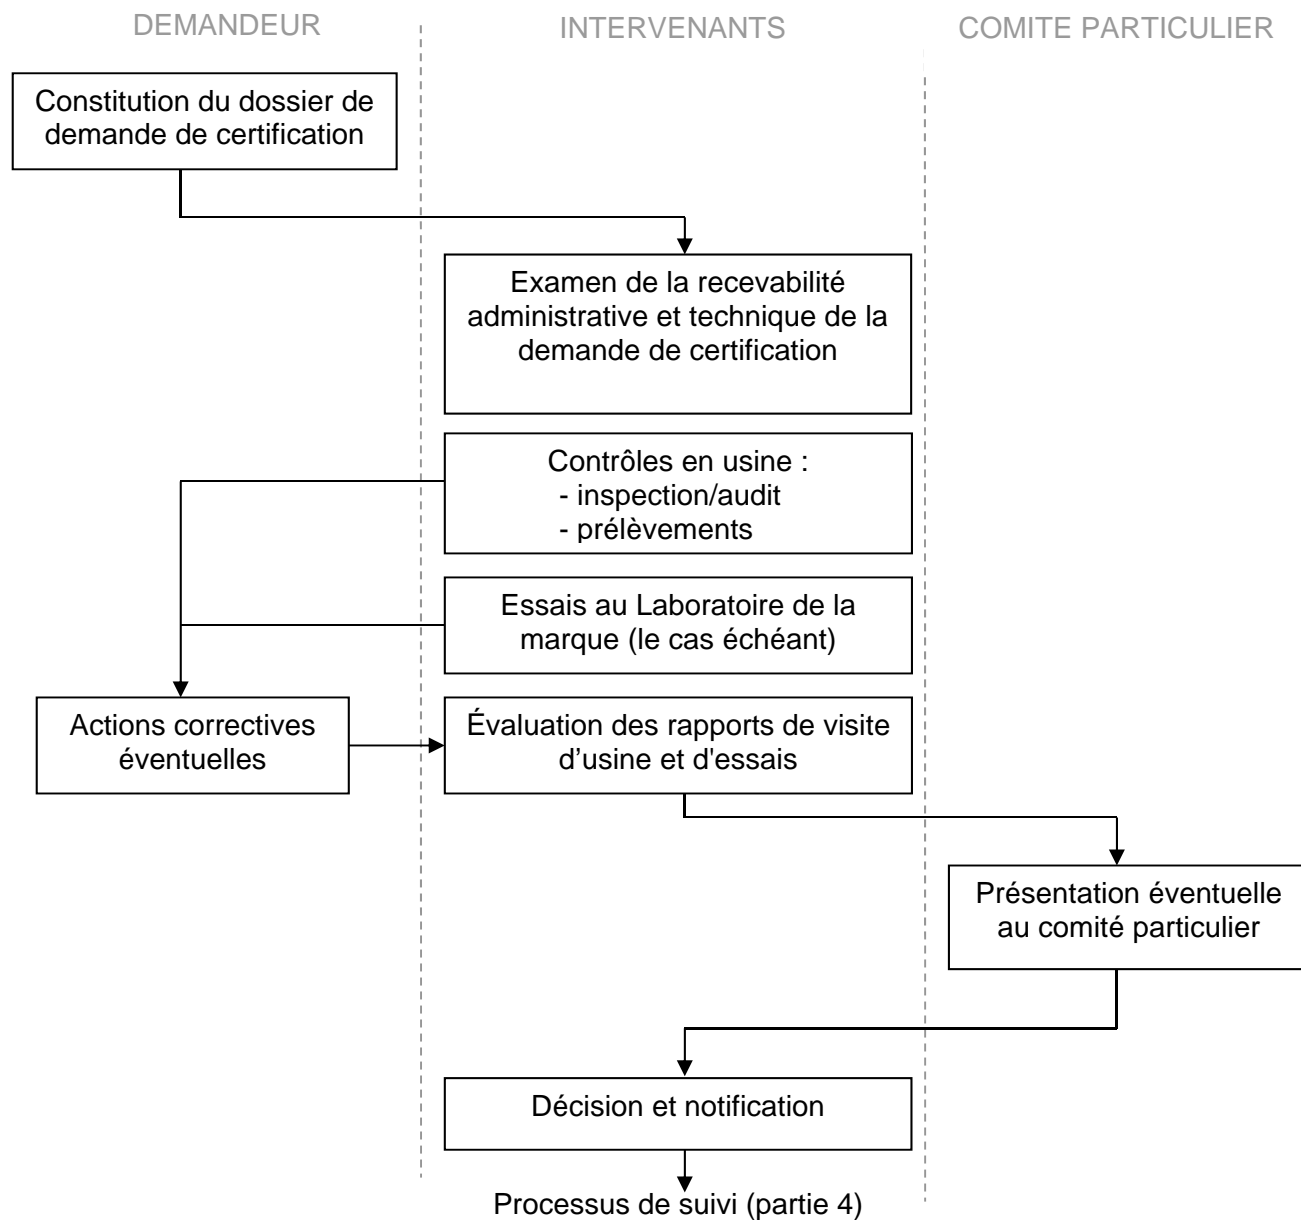 DEMANDEUR
INTERVENANTS
COMITE PARTICULIER
Constitution du dossier de
demande de certification
Examen de la recevabilité
administrative et technique de la
demande de certification
Contrôles en usine :
- inspection/audit
- prélèvements
Essais au Laboratoire de la
marque (le cas échéant)
Actions correctives
éventuelles
Évaluation des rapports de visite
d’usine et d'essais
Présentation éventuelle
au comité particulier
Décision et notification
Processus de suivi (partie 4)